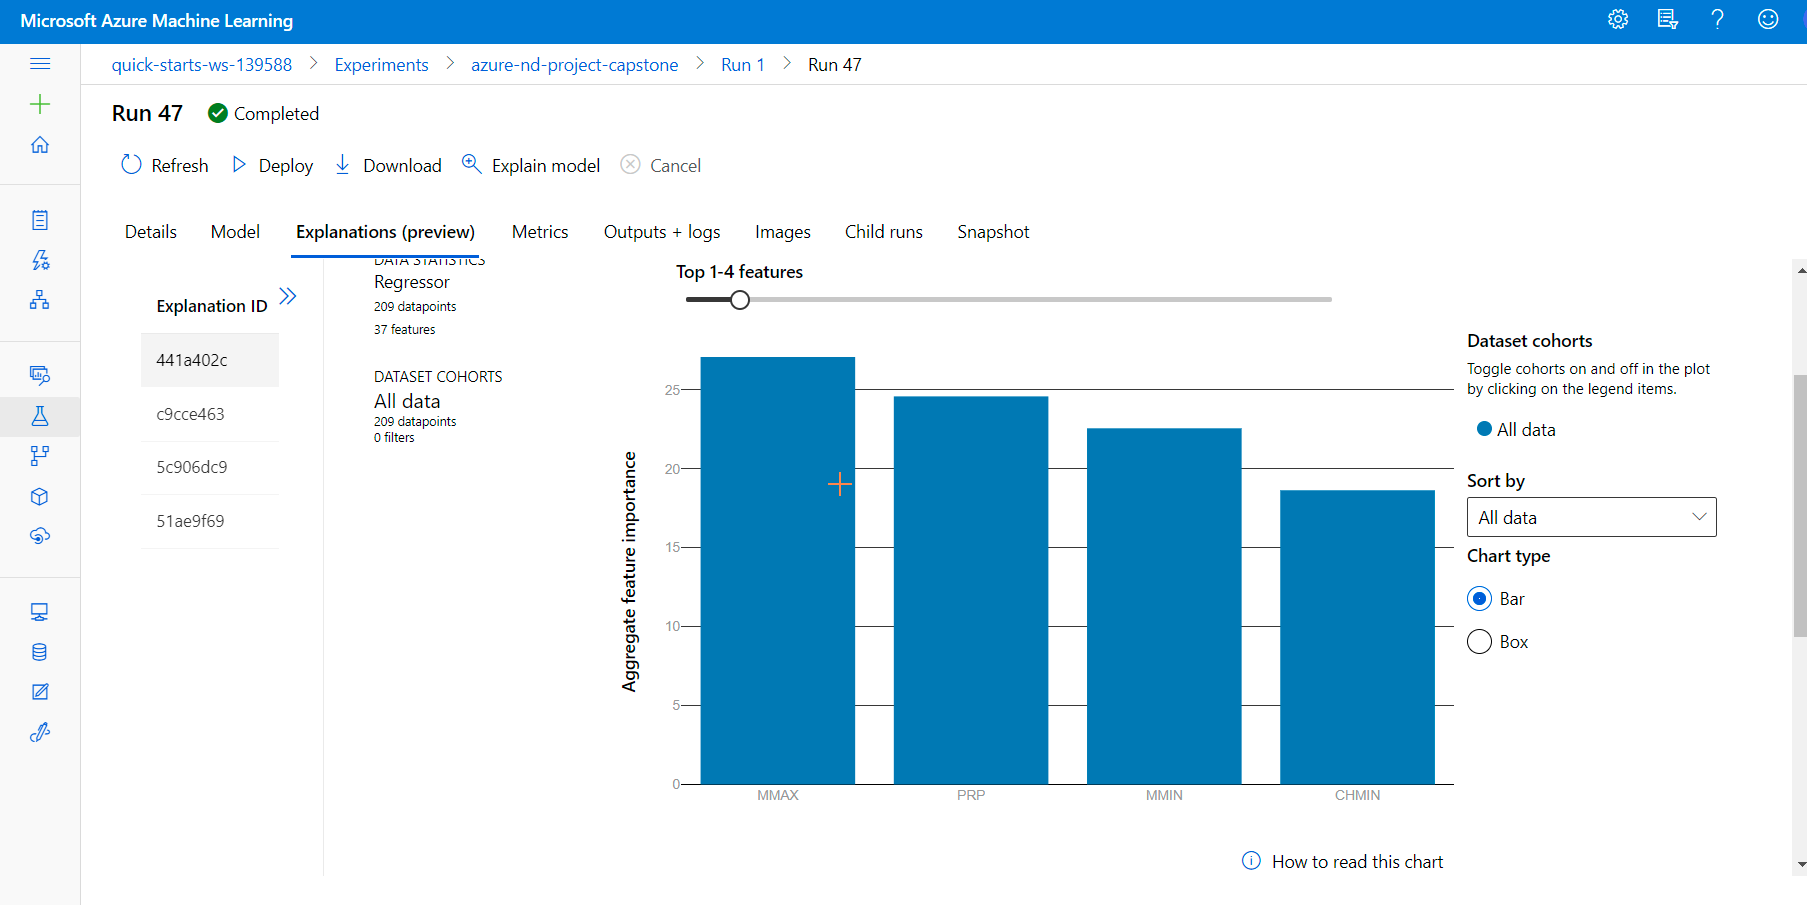 Microsoft Azure Machine Learning
quick-starts-ws-139588 > Experiments > azure-nd-project-capstone > Run 1 > Run 47
Run 47 Completed
Refresh Deploy Download Explain model Cancel
Details Model Explanations (preview) Metrics Outputs + logs Images Child runs Snapshot
Explanation ID
441a402c
c9cce463
5c906dc9
51ae9f69
DATA STATISTICS
Regressor
209 datapoints
37 features
DATASET COHORTS
All data
209 datapoints
0 filters
Top 1-4 features
Aggregate feature importance
25
20
15
10
5
0
MMAX PRP MMIN CHMIN
How to read this chart
Dataset cohorts
Toggle cohorts on and off in the plot
by clicking on the legend items.
All data
Sort by
All data
Chart type
Bar
Box